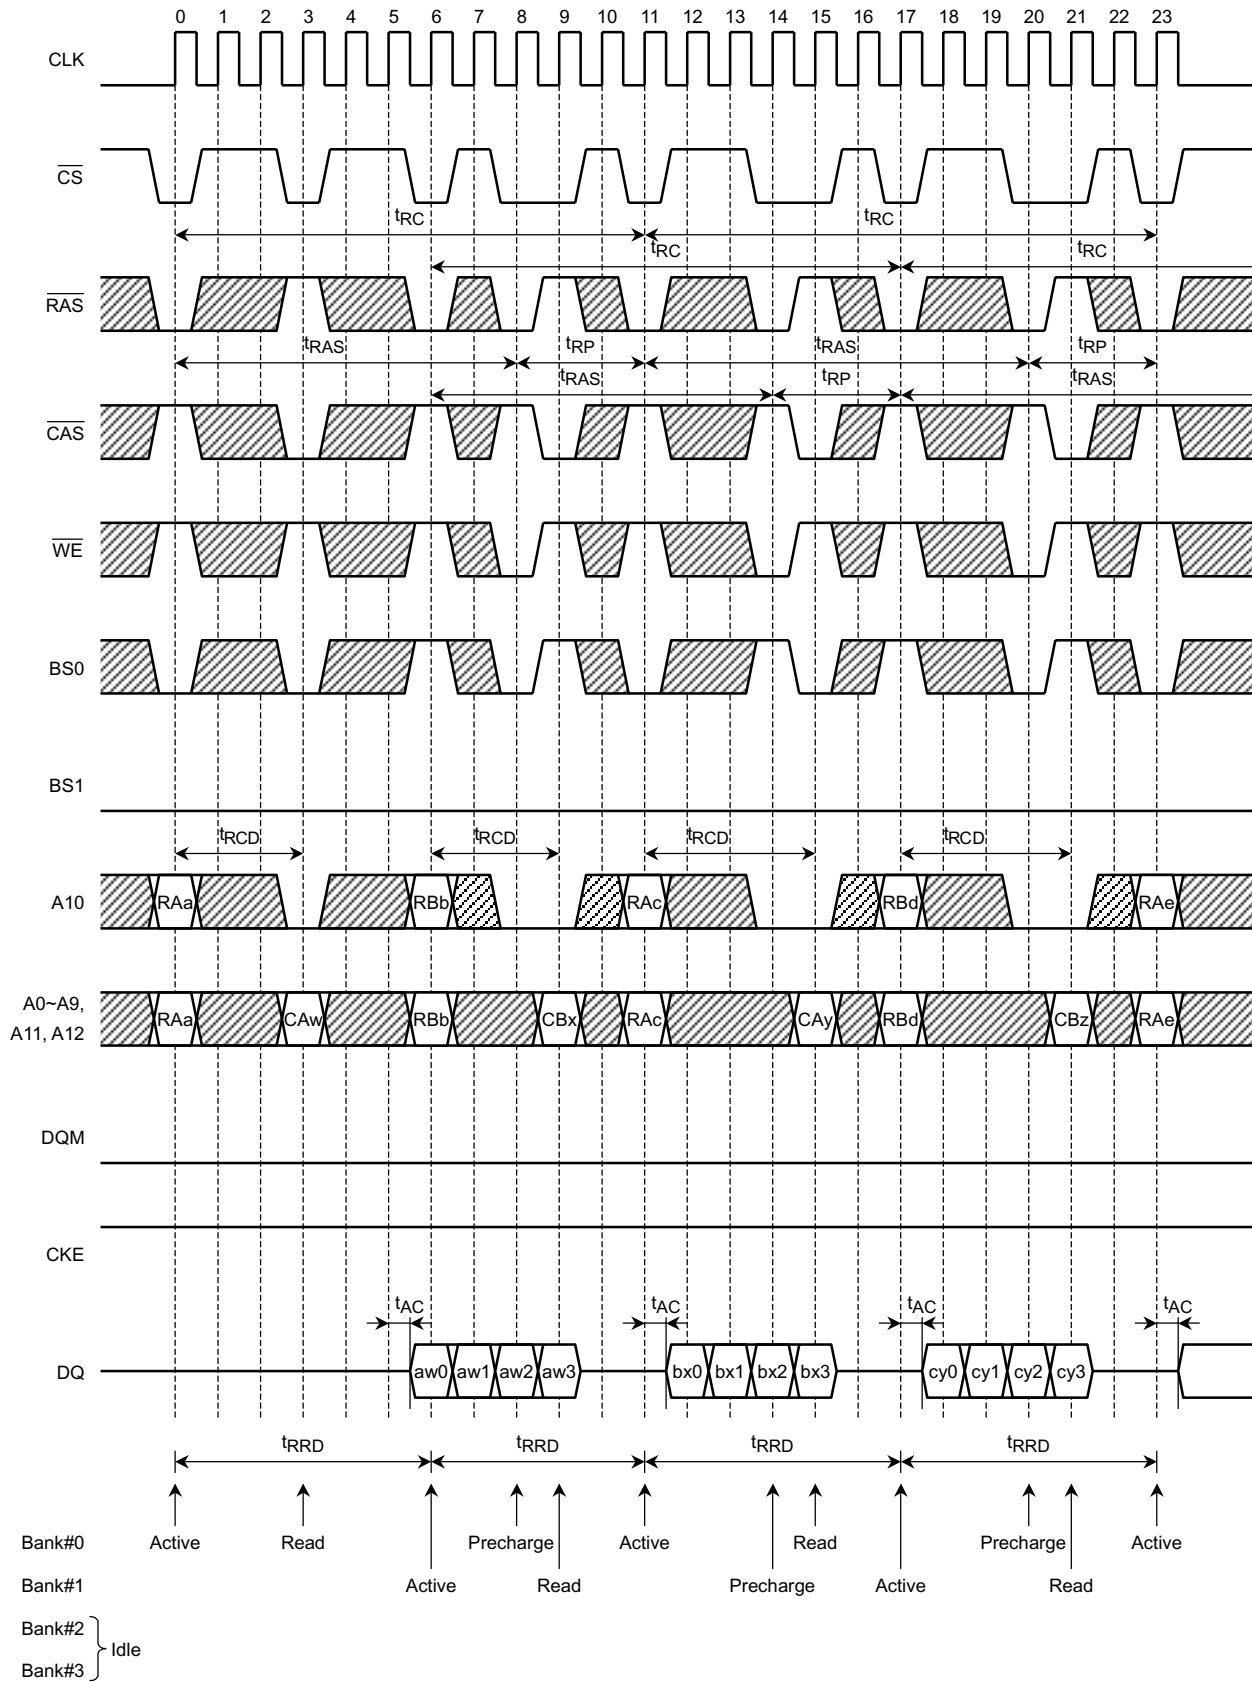 0 1 2 3 4 5 6 7 8 9 10 11 12 13 14 15 16 17 18 19 20 21 22 23
CLK
CS
tRC tRC
tRC tRC
RAS
tRAS tRP tRAS tRP
tRAS tRP tRAS
CAS
WE
BS0
BS1
tRCD tRCD tRCD tRCD
A10 RAa RBb RAc RBd RAe
A0~A9,
A11, A12
RAa CAw RBb CBx RAc CAy RBd CBz RAe
DQM
CKE
tAC tAC tAC tAC
DQ aw0 aw1 aw2 aw3 bx0 bx1 bx2 bx3 cy0 cy1 cy2 cy3
tRRD tRRD tRRD tRRD
Bank#0 Active Read Precharge Active Read Precharge Active
Bank#1 Active Read Precharge Active Read
Bank#2
Idle
Bank#3